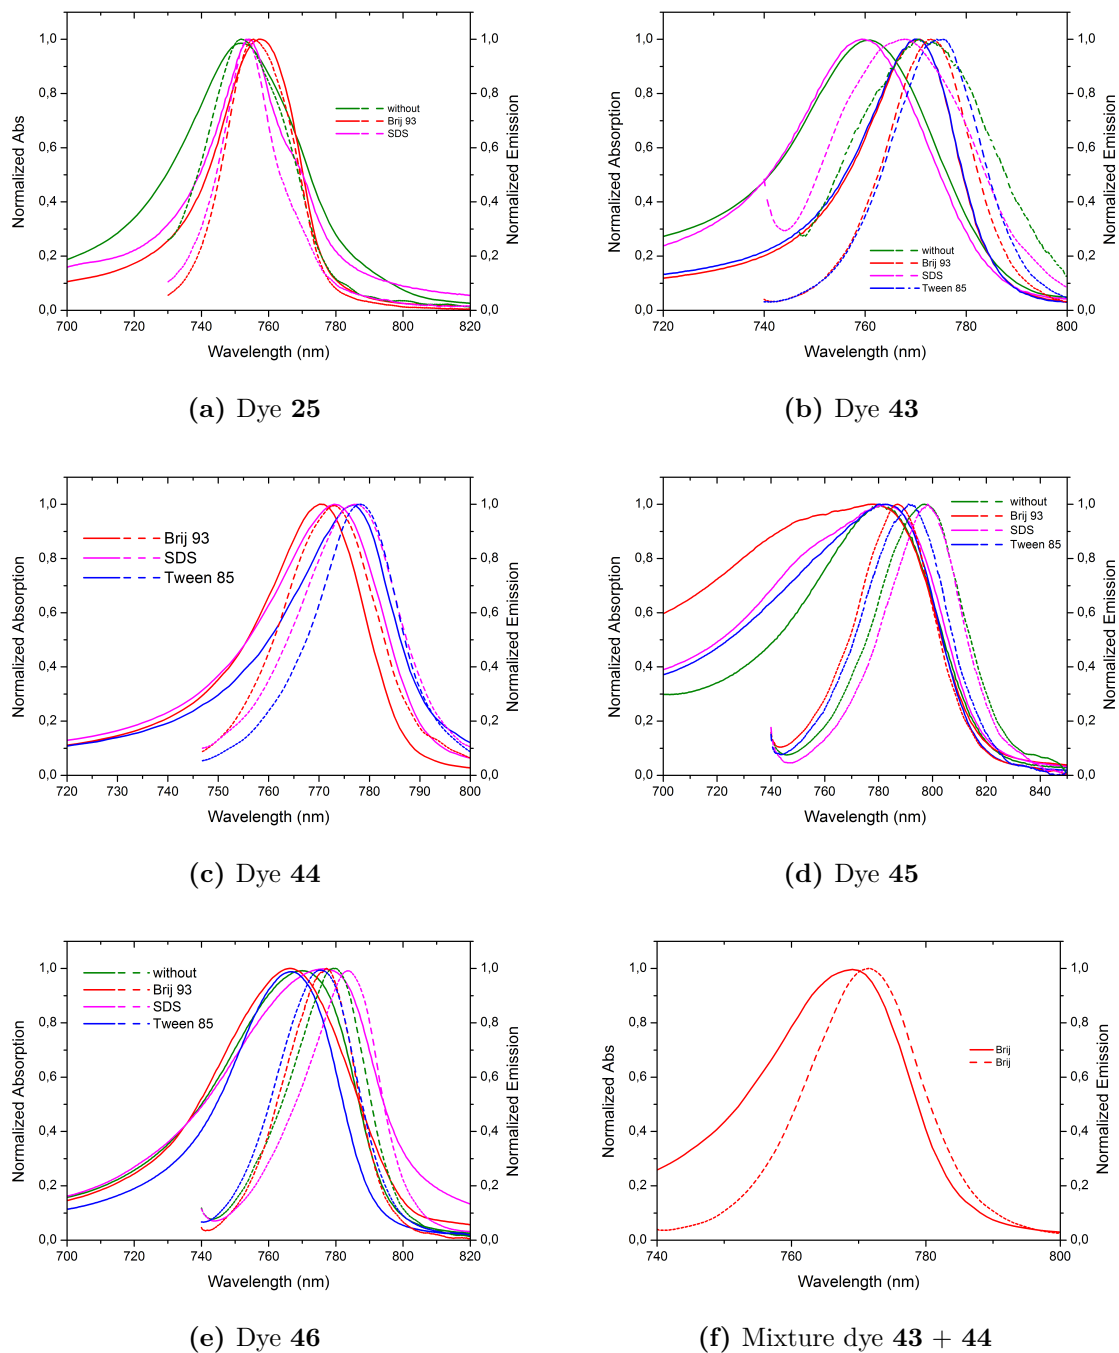 1,0
0,8
0,6
0,4
0,2
0,0
Normalized Abs
without
Brij 93
SDS
1,0
0,8
0,6
0,4
0,2
0,0
Normalized Emission
700 720 740 760 780 800 820
Wavelength (nm)
(a) Dye 25
1,0
0,8
0,6
0,4
0,2
0,0
Normalized Absorption
without
Brij 93
SDS
Tween 85
1,0
0,8
0,6
0,4
0,2
0,0
Normalized Emission
720 740 760 780 800
Wavelength (nm)
(b) Dye 43
1,0
0,8
0,6
0,4
0,2
0,0
Normalized Absorption
Brij 93
SDS
Tween 85
1,0
0,8
0,6
0,4
0,2
0,0
Normalized Emission
720 730 740 750 760 770 780 790 800
Wavelength (nm)
(c) Dye 44
1,0
0,8
0,6
0,4
0,2
0,0
Normalized Absorption
without
Brij 93
SDS
Tween 85
1,0
0,8
0,6
0,4
0,2
0,0
Normalized Emission
700 720 740 760 780 800 820 840
Wavelength (nm)
(d) Dye 45
1,0
0,8
0,6
0,4
0,2
0,0
Normalized Absorption
without
Brij 93
SDS
Tween 85
1,0
0,8
0,6
0,4
0,2
0,0
Normalized Emission
700 720 740 760 780 800 820
Wavelength (nm)
(e) Dye 46
1,0
0,8
0,6
0,4
0,2
0,0
Normalized Abs
Brij
Brij
1,0
0,8
0,6
0,4
0,2
0,0
Normalized Emission
740 760 780 800
Wavelength (nm)
(f) Mixture dye 43 + 44